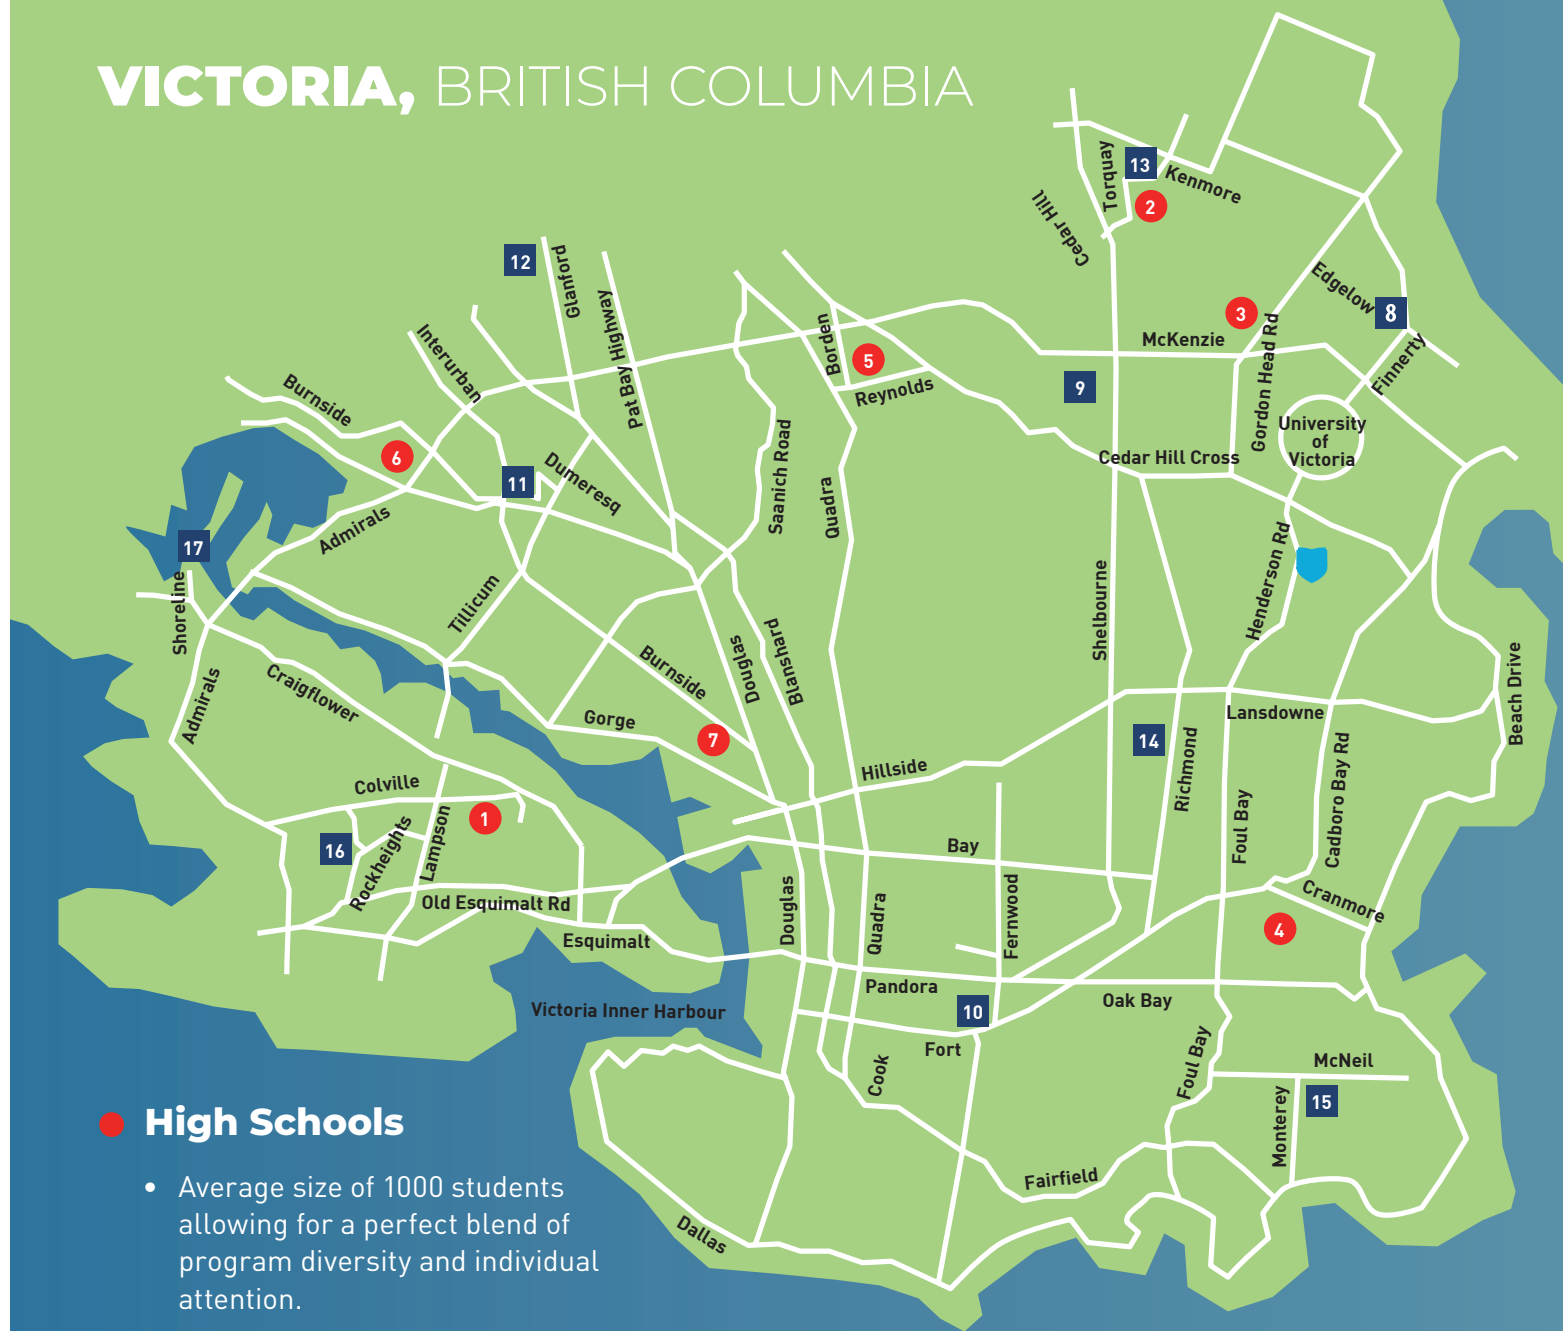 VICTORIA, BRITISH COLUMBIA
Torquay
13
Kenmore
2
Cedar Hill
12
Glanford
Pat Bay Highway
Edgelow
8
3
Gordon Head Rd
McKenzie
Finnerty
Borden
5
Reynolds
9
Interurban
Burnside
6
11
Dumeresq
University
of
Victoria
Cedar Hill Cross
Saanich Road
Quadra
Admirals
17
Shoreline
Tillicum
Henderson Rd
Shelbourne
Douglas
Blanshard
Burnside
Beach Drive
Craigflower
Admirals
Gorge
7
Lansdowne
14
Richmond
Cadboro Bay Rd
Hillside
Colville
1
Lampson
Rockheights
16
Foul Bay
Bay
Old Esquimalt Rd
Esquimalt
Douglas
Quadra
Fernwood
Cranmore
4
Pandora
Oak Bay
Victoria Inner Harbour
10
Fort
Cook
Foul Bay
McNeil
15
Monterey
Fairfield
Dallas
High Schools
• Average size of 1000 students
allowing for a perfect blend of
program diversity and individual
attention.